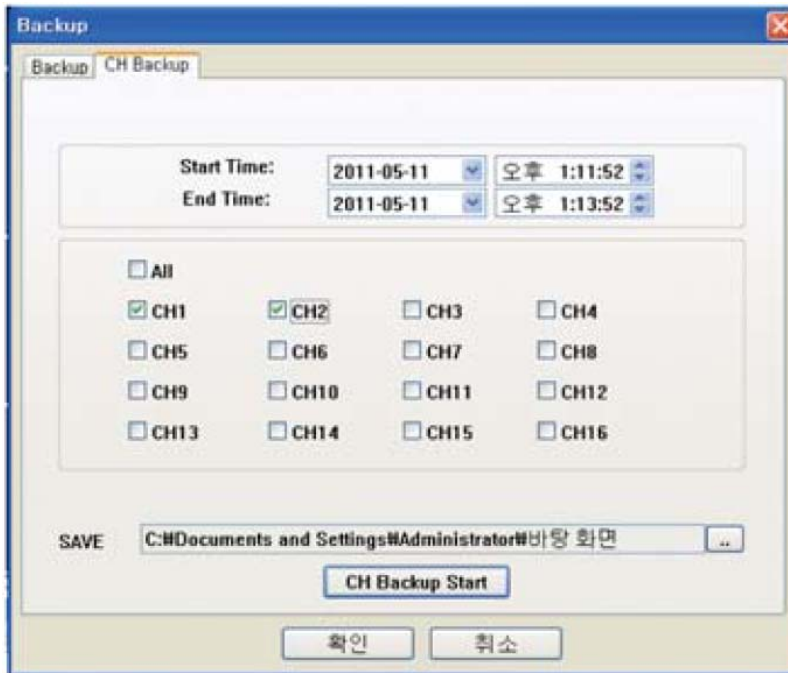 Backup
Backup CH Backup
Start Time: 2011-05-11 오후 1:11:52
End Time: 2011-05-11 오후 1:13:52
All
CH1 CH2 CH3 CH4
CH5 CH6 CH7 CH8
CH9 CH10 CH11 CH12
CH13 CH14 CH15 CH16
SAVE C:₩Documents and Settings₩Administrator₩바탕 화면 ..
CH Backup Start
확인 취소